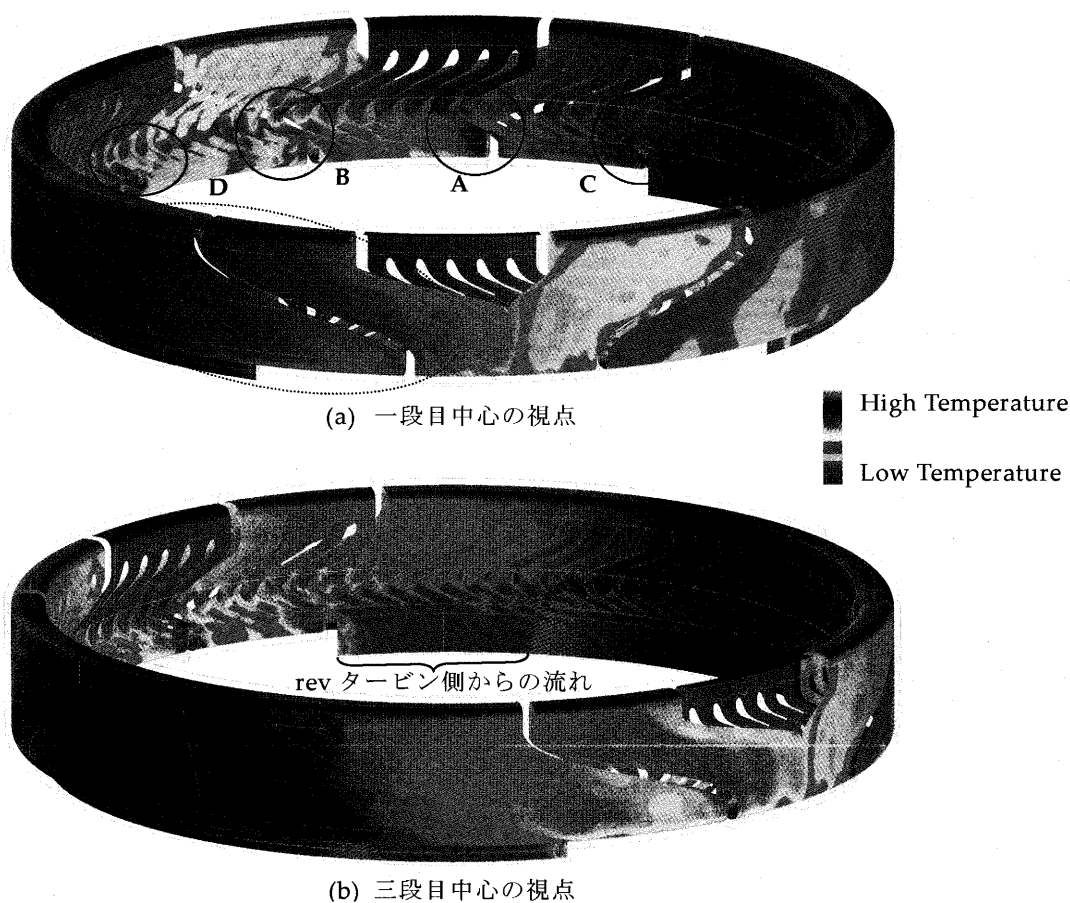 D
B
A
C
(a) 一段目中心の視点
High Temperature
Low Temperature
rev タービン側からの流れ
(b) 三段目中心の視点